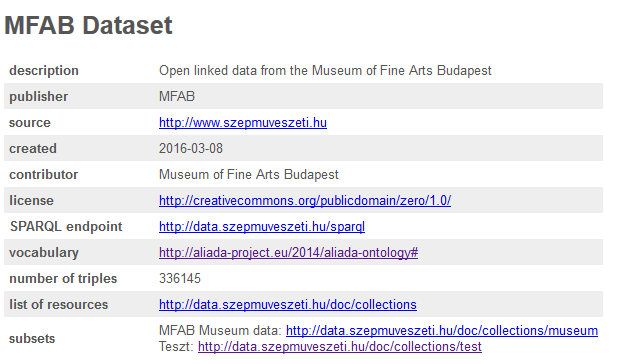 MFAB Dataset
description Open linked data from the Museum of Fine Arts Budapest
publisher MFAB
source http://www.szepmuveszeti.hu
created 2016-03-08
contributor Museum of Fine Arts Budapest
license http://creativecommons.org/publicdomain/zero/1.0/
SPARQL endpoint http://data.szepmuveszeti.hu/sparql
vocabulary http://aliada-project.eu/2014/aliada-ontology#
number of triples 336145
list of resources http://data.szepmuveszeti.hu/doc/collections
subsets MFAB Museum data: http://data.szepmuveszeti.hu/doc/collections/museum
Teszt: http://data.szepmuveszeti.hu/doc/collections/test